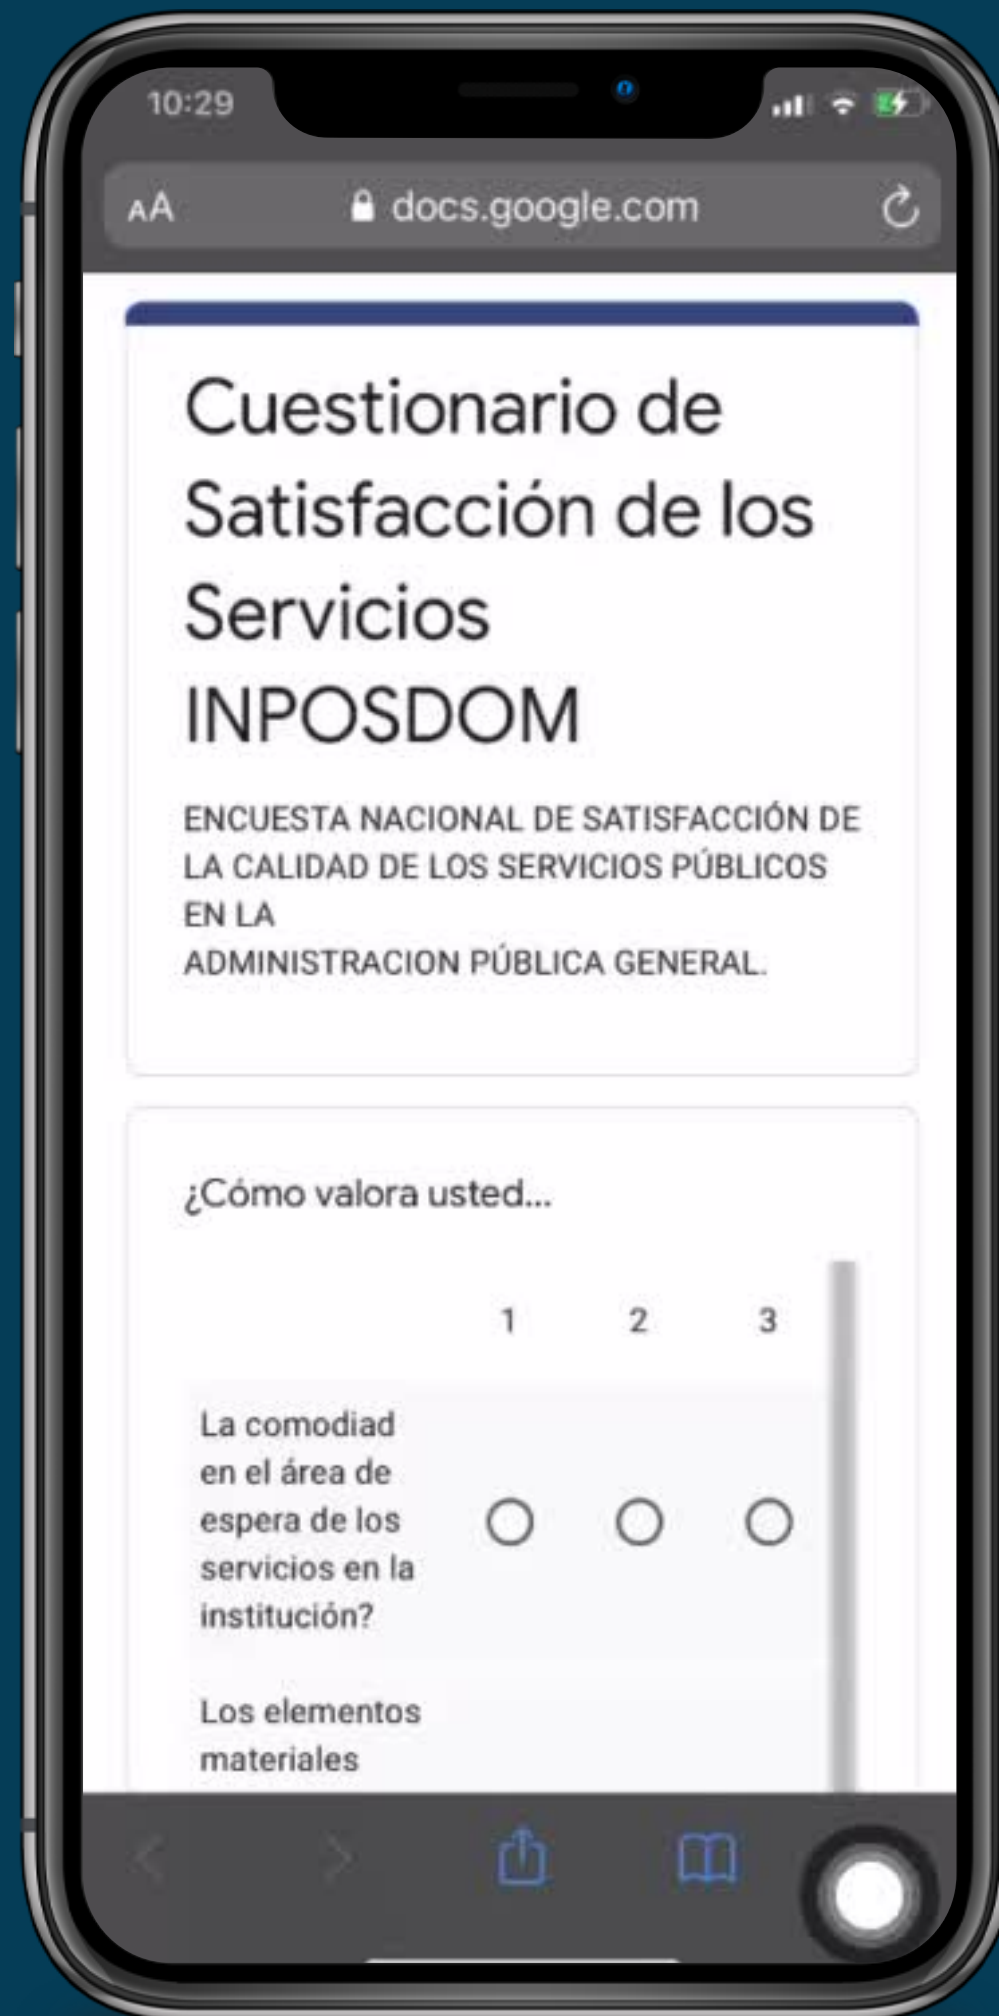 10:29
AA docs.google.com
Cuestionario de
Satisfacción de los
Servicios
INPOSDOM
ENCUESTA NACIONAL DE SATISFACCIÓN DE
LA CALIDAD DE LOS SERVICIOS PÚBLICOS
EN LA
ADMINISTRACION PÚBLICA GENERAL.
¿Cómo valora usted...
1 2 3
La comodiad
en el área de
espera de los
servicios en la
institución?
Los elementos
materiales